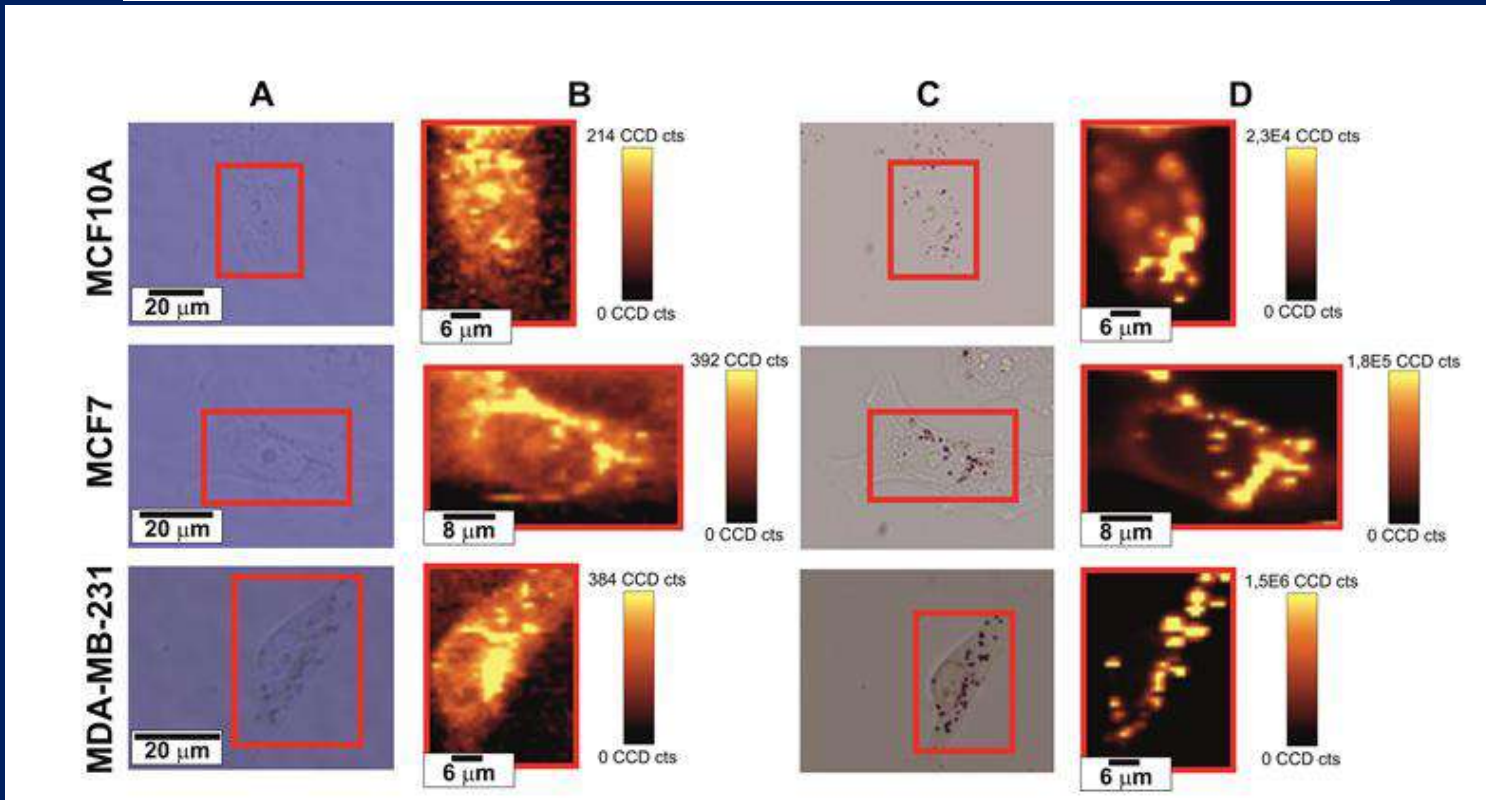 A B C D
MCF10A
214 CCD cts
0 CCD cts
2,3E4 CCD cts
0 CCD cts
20 µm
6 µm
6 µm
MCF7
392 CCD cts
0 CCD cts
1,8E5 CCD cts
0 CCD cts
20 µm
8 µm
8 µm
MDA-MB-231
384 CCD cts
0 CCD cts
1,5E6 CCD cts
0 CCD cts
20 µm
6 µm
6 µm